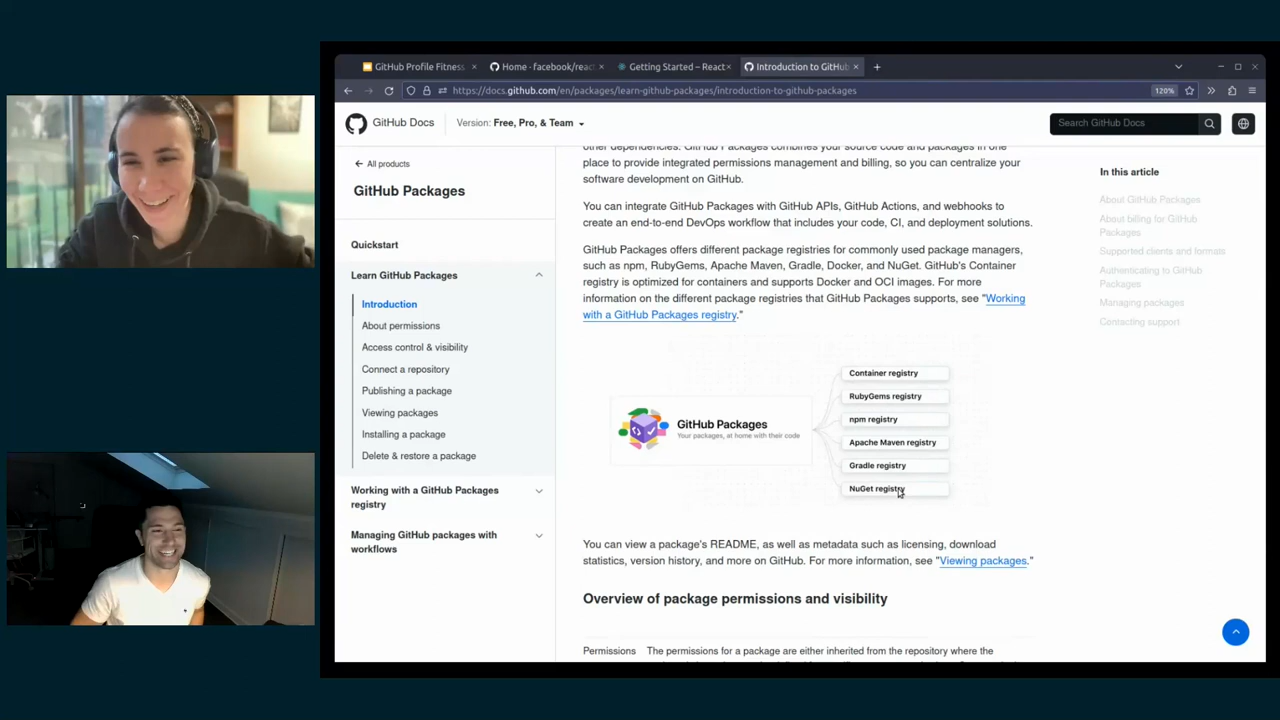 GitHub Profile Fitness
Home · facebook/reac
Getting Started – React
Introduction to GitHub
https://docs.github.com/en/packages/learn-github-packages/introduction-to-github-packages
120%
GitHub Docs
Version: Free, Pro, & Team
Search GitHub Docs
All products
GitHub Packages
Quickstart
Learn GitHub Packages
Introduction
About permissions
Access control & visibility
Connect a repository
Publishing a package
Viewing packages
Installing a package
Delete & restore a package
Working with a GitHub Packages
registry
Managing GitHub packages with
workflows
other dependencies. GitHub Packages combines your source code and packages in one
place to provide integrated permissions management and billing, so you can centralize your
software development on GitHub.
You can integrate GitHub Packages with GitHub APIs, GitHub Actions, and webhooks to
create an end-to-end DevOps workflow that includes your code, CI, and deployment solutions.
GitHub Packages offers different package registries for commonly used package managers,
such as npm, RubyGems, Apache Maven, Gradle, Docker, and NuGet. GitHub's Container
registry is optimized for containers and supports Docker and OCI images. For more
information on the different package registries that GitHub Packages supports, see "Working
with a GitHub Packages registry."
GitHub Packages
Your packages, at home with their code
Container registry
RubyGems registry
npm registry
Apache Maven registry
Gradle registry
NuGet registry
You can view a package's README, as well as metadata such as licensing, download
statistics, version history, and more on GitHub. For more information, see "Viewing packages."
Overview of package permissions and visibility
Permissions The permissions for a package are either inherited from the repository where the
In this article
About GitHub Packages
About billing for GitHub
Packages
Supported clients and formats
Authenticating to GitHub
Packages
Managing packages
Contacting support